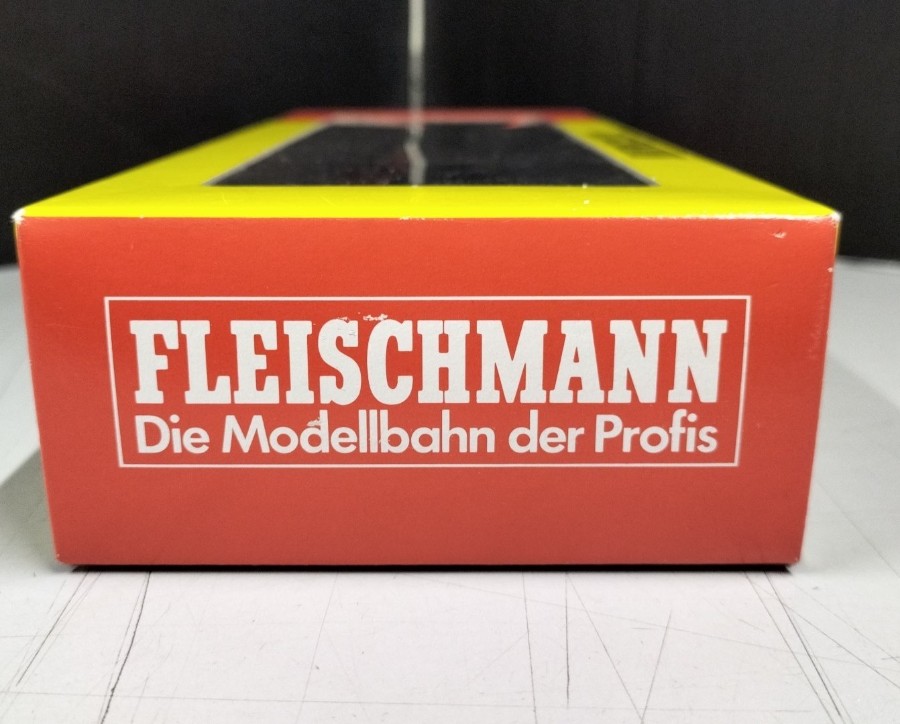 FLEISCHMANN
Die Modellbahn der Profis